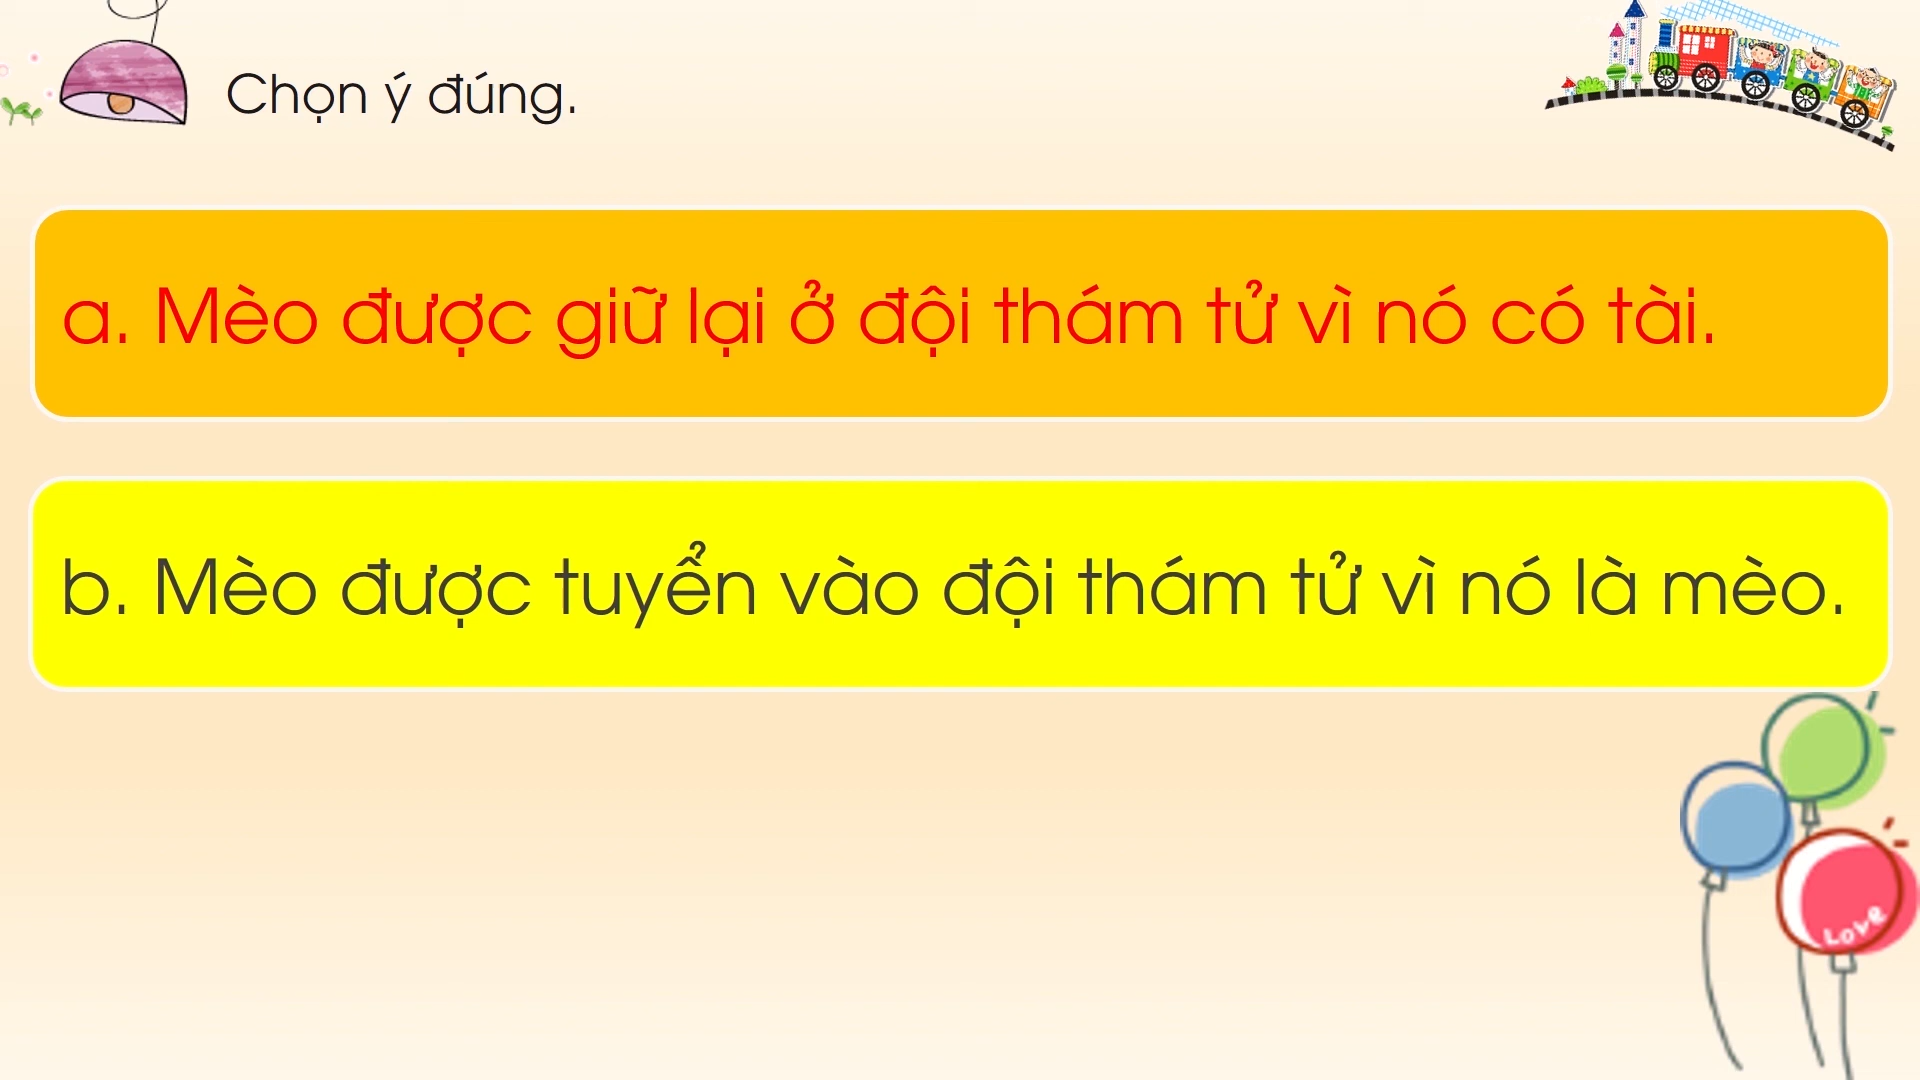 Chọn ý đúng.
a. Mèo được giữ lại ở đội thám tử vì nó có tài.
b. Mèo được tuyển vào đội thám tử vì nó là mèo.
Love